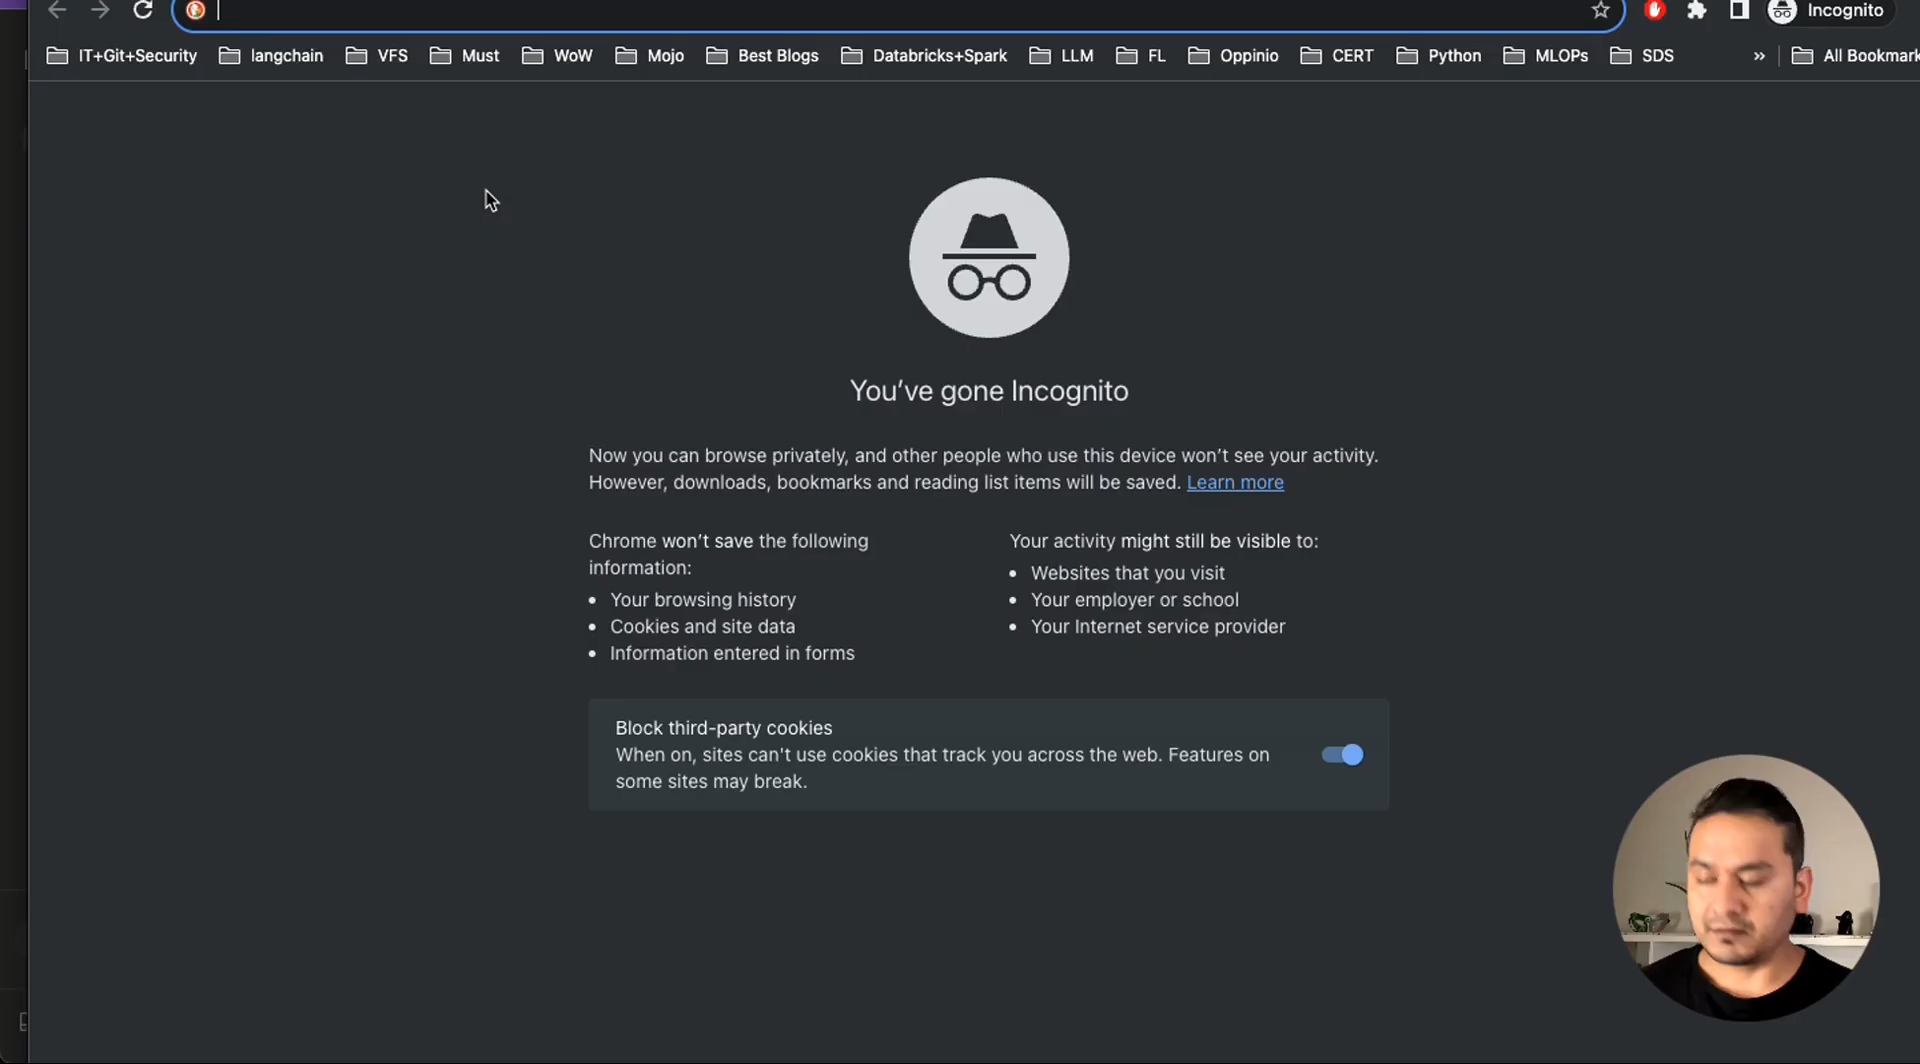 Incognito
IT+Git+Security langchain VFS Must WoW Mojo Best Blogs Databricks+Spark LLM FL Oppinio CERT Python MLOPs SDS » All Bookmark
You've gone Incognito
Now you can browse privately, and other people who use this device won't see your activity.
However, downloads, bookmarks and reading list items will be saved. Learn more
Chrome won't save the following
information:
• Your browsing history
• Cookies and site data
• Information entered in forms
Your activity might still be visible to:
• Websites that you visit
• Your employer or school
• Your Internet service provider
Block third-party cookies
When on, sites can't use cookies that track you across the web. Features on
some sites may break.